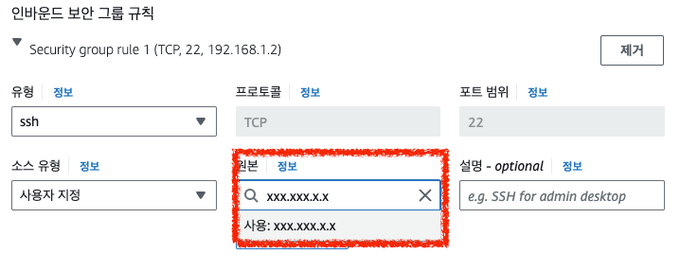 인바운드 보안 그룹 규칙
Security group rule 1 (TCP, 22, 192.168.1.2)
제거
유형 정보 프로토콜 정보 포트 범위 정보
ssh TCP 22
소스 유형 정보 원본 정보 설명 - optional 정보
사용자 지정 xxx.xxx.x.x e.g. SSH for admin desktop
사용: xxx.xxx.x.x